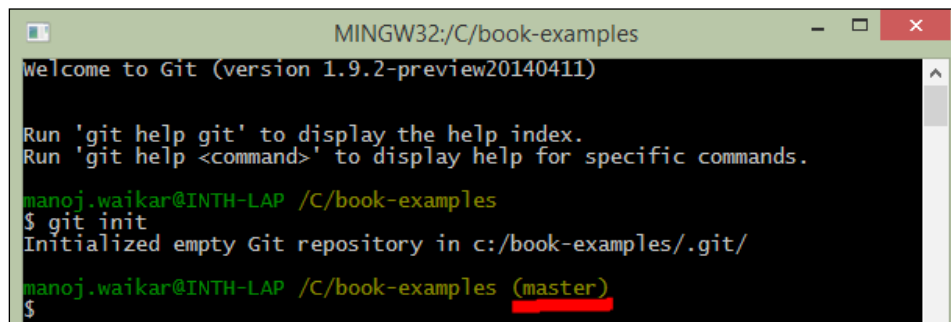 MINGW32:/C/book-examples
Welcome to Git (version 1.9.2-preview20140411)
Run 'git help git' to display the help index.
Run 'git help <command>' to display help for specific commands.
manoj.waikar@INTH-LAP /C/book-examples
$ git init
Initialized empty Git repository in c:/book-examples/.git/
manoj.waikar@INTH-LAP /C/book-examples (master)
$